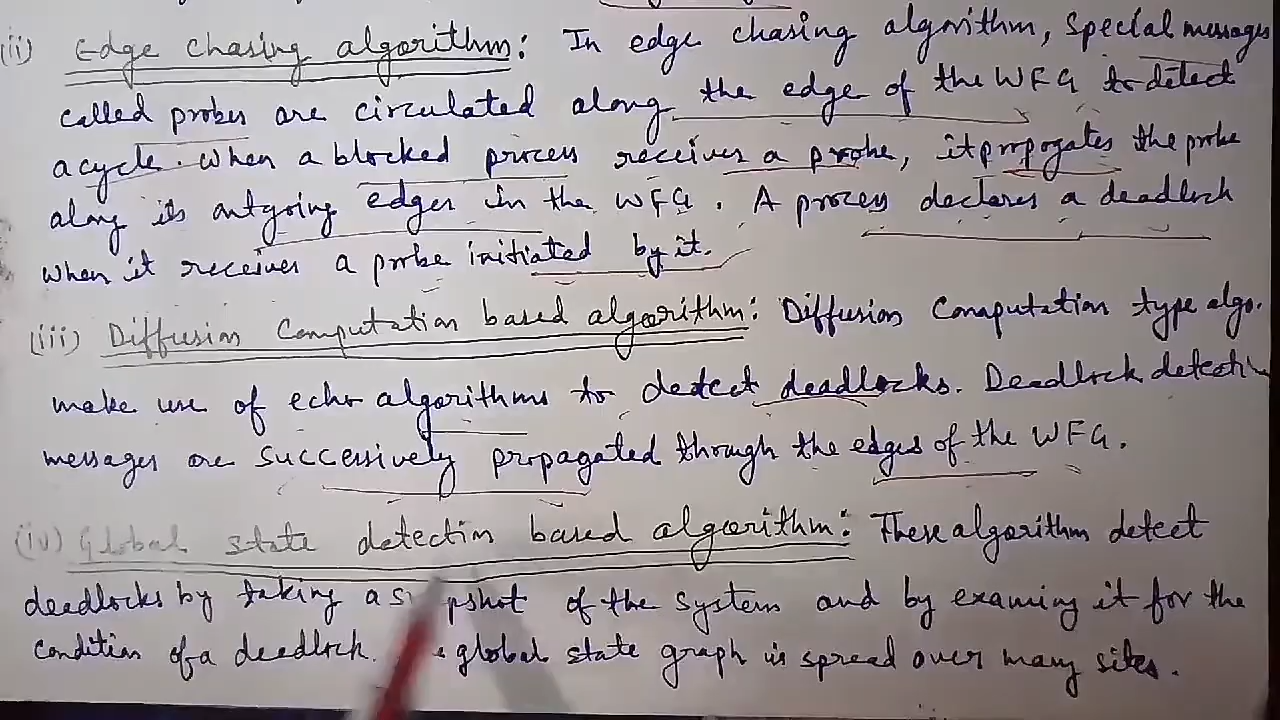 (ii) Edge chasing algorithm: In edge chasing algorithm, special messages
called probes are circulated along the edge of the WFG to detect
a cycle. When a blocked process receives a probe, it propogates the probe
along its outgoing edges in the WFG. A process declares a deadlock
when it receives a probe initiated by it.
(iii) Diffusion Computation based algorithm: Diffusion Computation type algo.
make use of echo algorithms to detect deadlocks. Deadlock detection
messages are successively propagated through the edges of the WFG.
(iv) Global state detection based algorithm: These algorithm detect
deadlocks by taking a of the system and by examing it for the
condition of a deadlock. global state graph is spread over many sites.